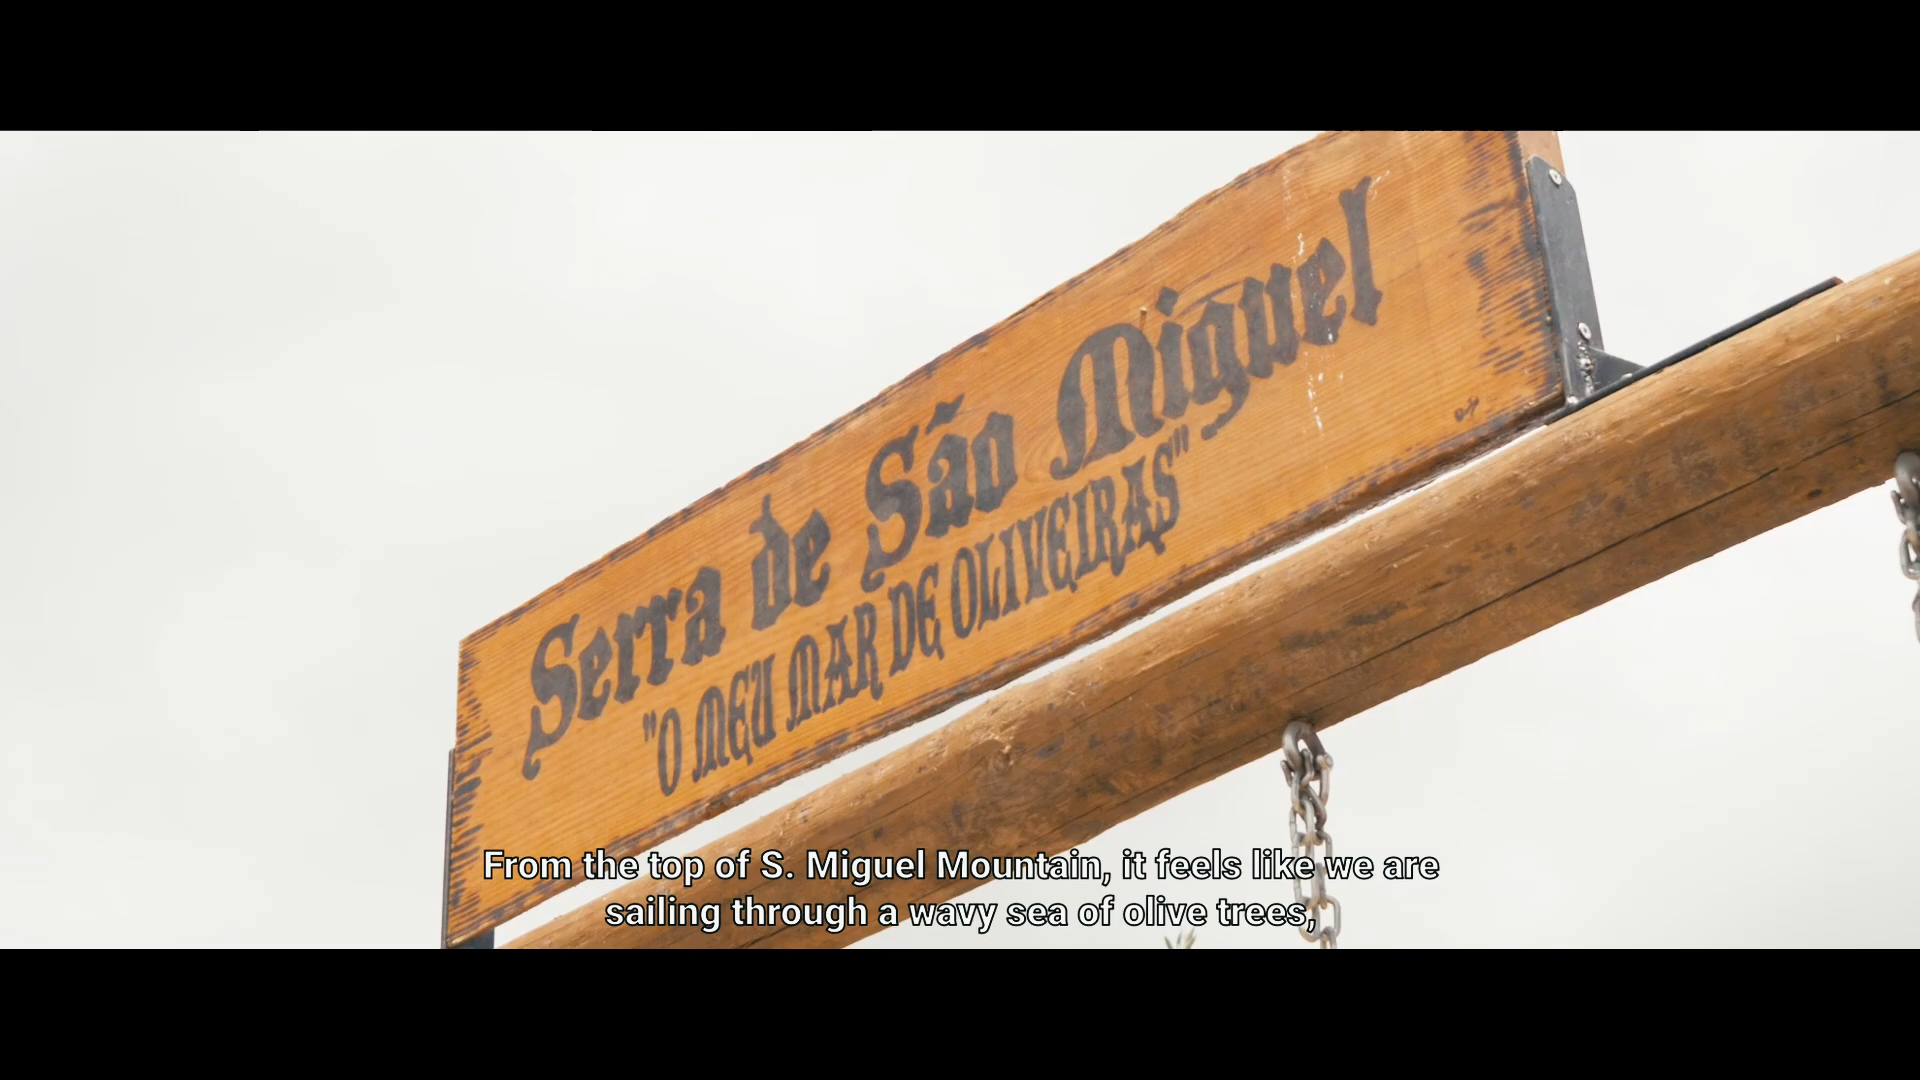 Serra de São Miguel
"O MEU MAR DE OLIVEIRAS"
From the top of S. Miguel Mountain, it feels like we are
sailing through a wavy sea of olive trees,